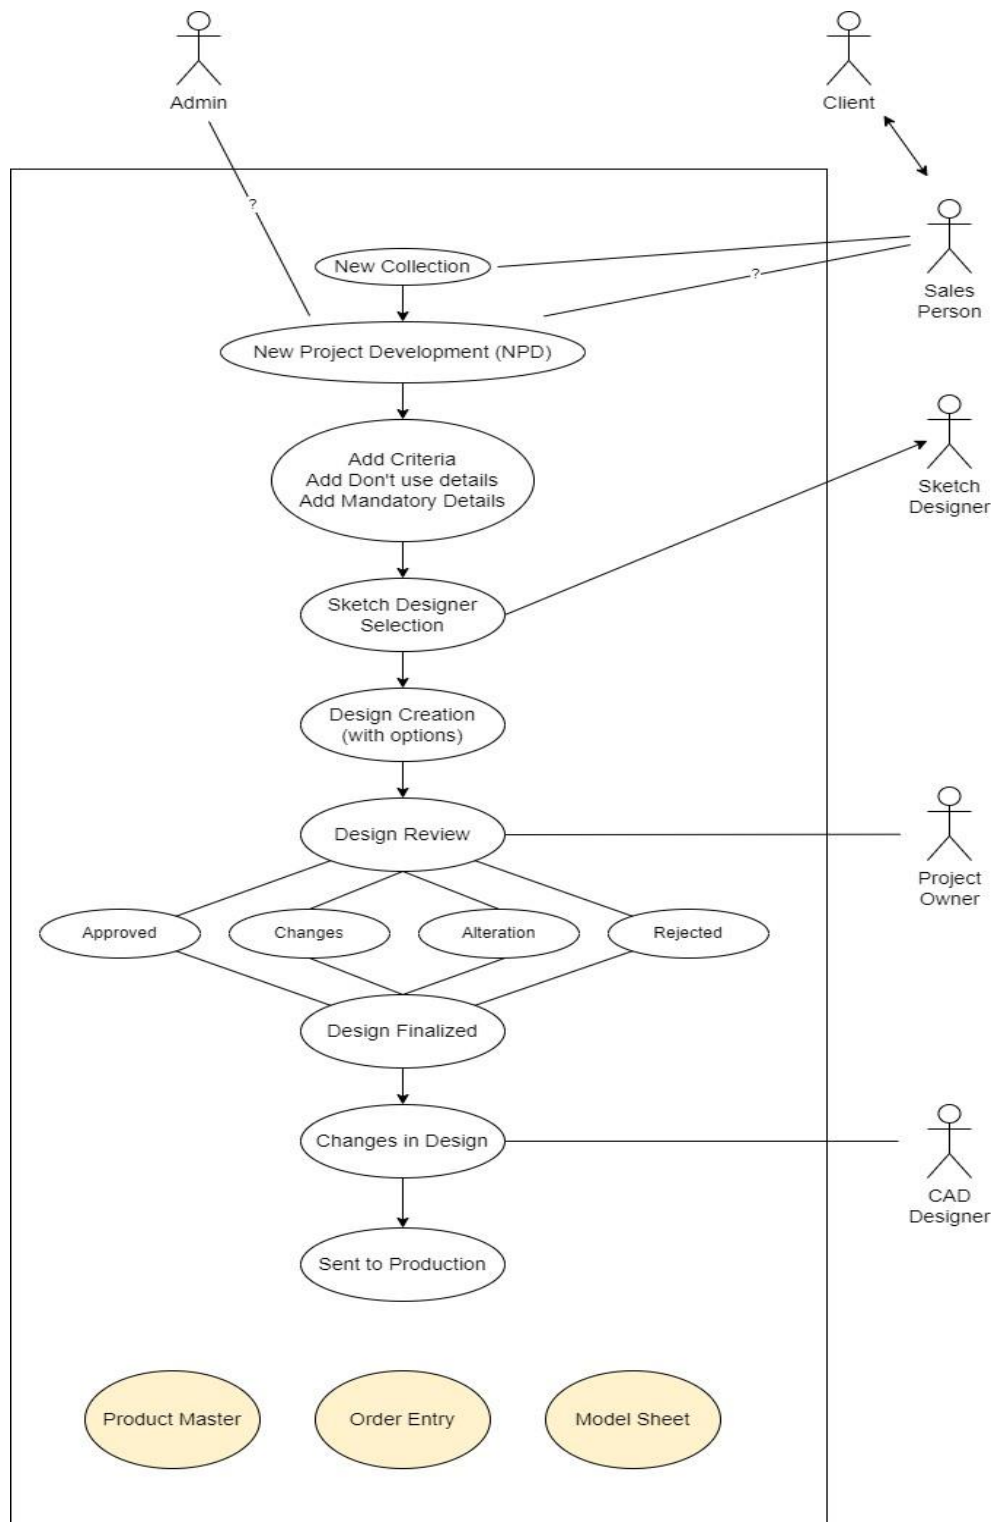 Admin
Client
?
Sales
Person
New Collection
?
New Project Development (NPD)
Add Criteria
Add Don't use details
Add Mandatory Details
Sketch
Designer
Sketch Designer
Selection
Design Creation
(with options)
Design Review
Project
Owner
Approved
Changes
Alteration
Rejected
Design Finalized
Changes in Design
CAD
Designer
Sent to Production
Product Master
Order Entry
Model Sheet